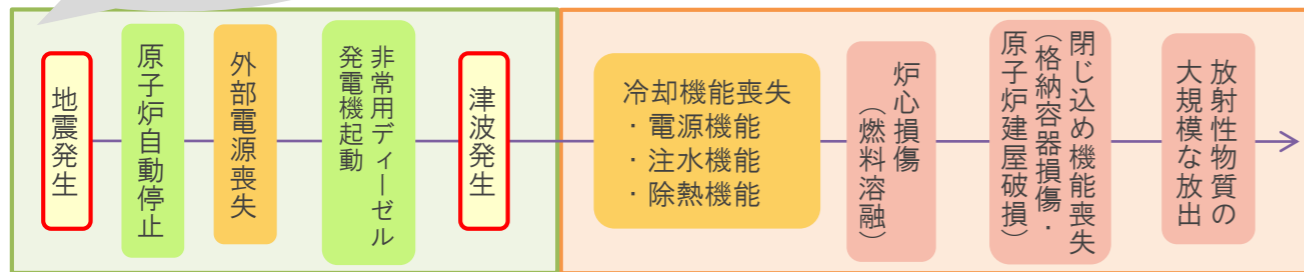 地震発生
原子炉自動停止
外部電源喪失
非常用ディーゼル
発電機起動
津波発生
冷却機能喪失
・電源機能
・注水機能
・除熱機能
炉心損傷
（燃料溶融）
閉じ込め機能喪失
（格納容器損傷・
原子炉建屋破損）
放射性物質の
大規模な放出